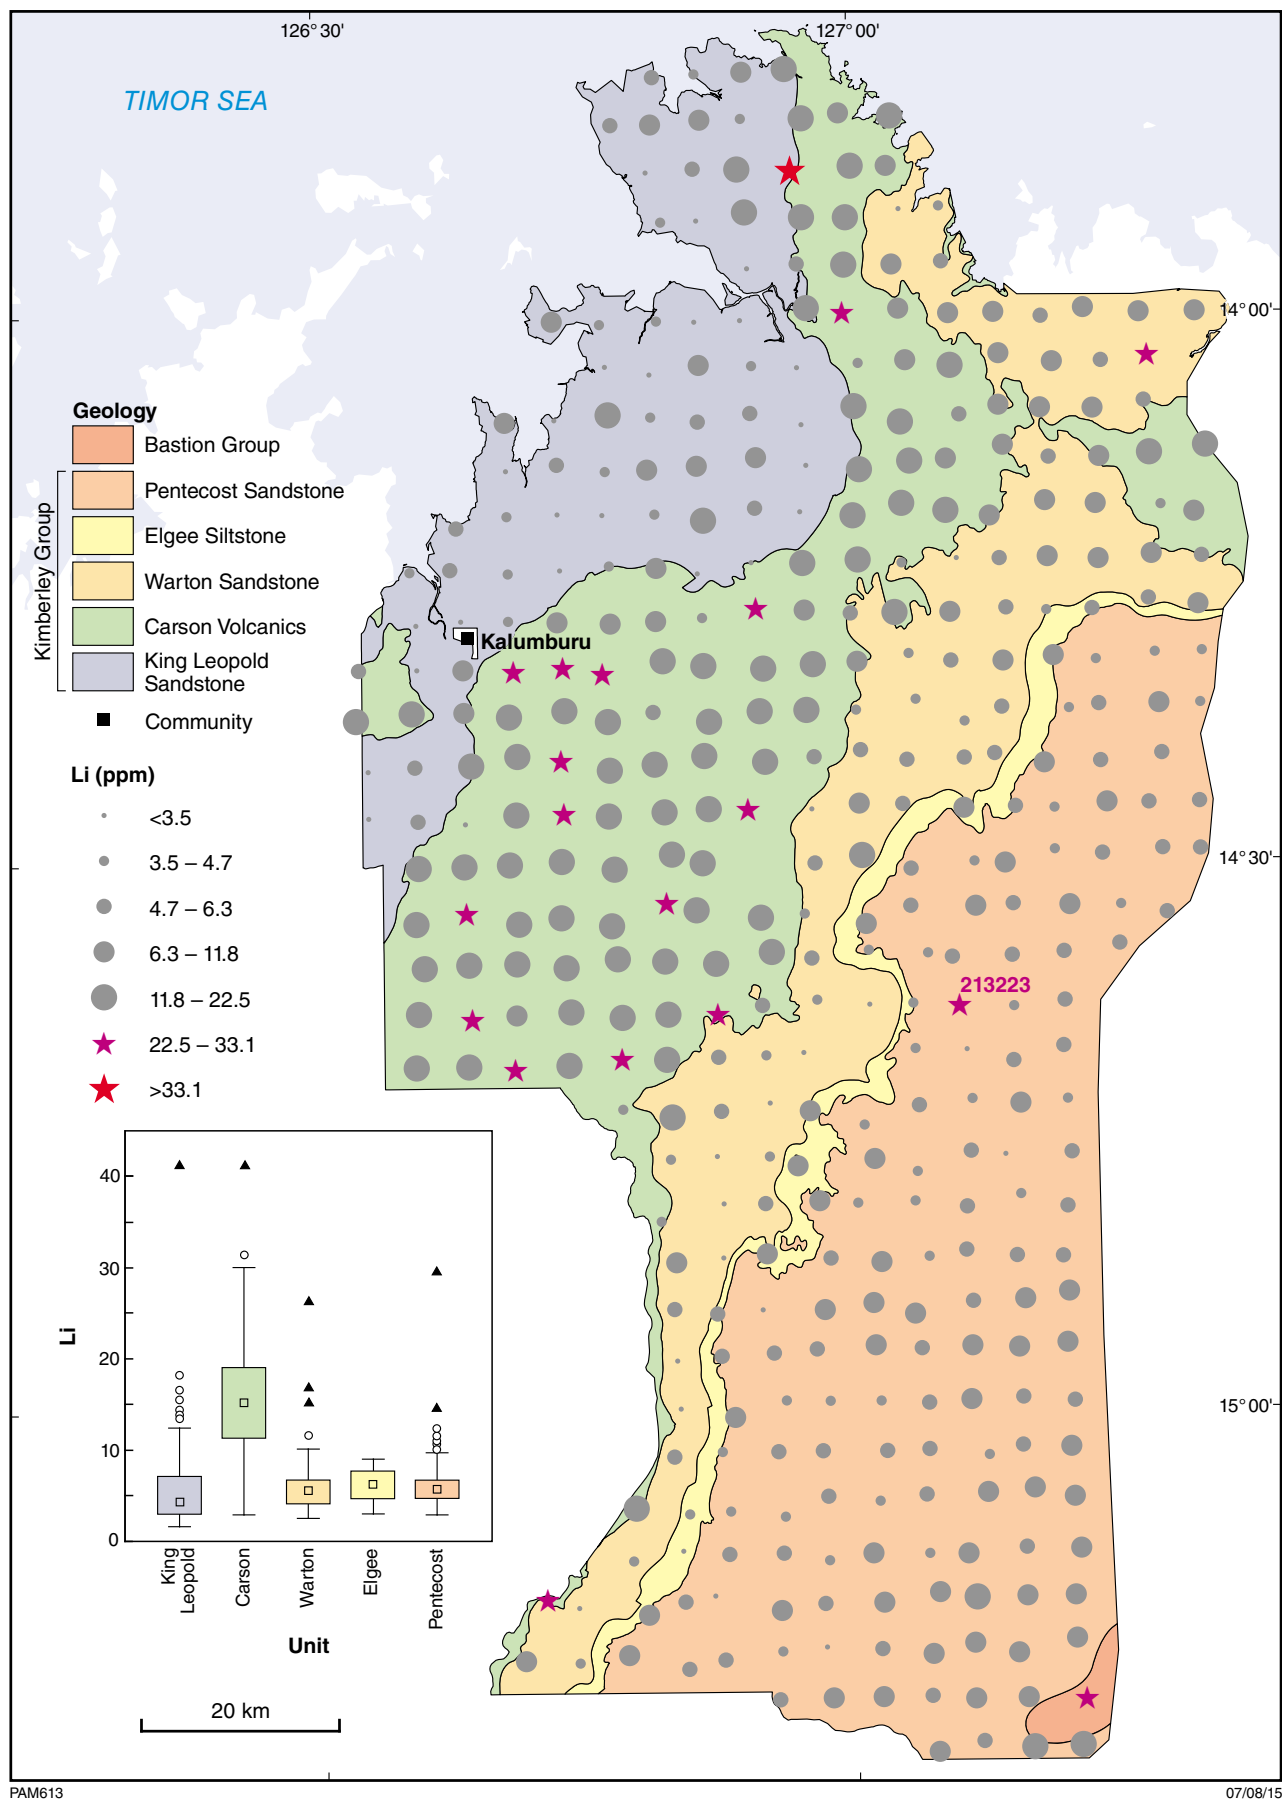 126° 30'
127° 00'
TIMOR SEA
14° 00'
Geology
Bastion Group
Pentecost Sandstone
Elgee Siltstone
Warton Sandstone
Carson Volcanics
King Leopold
Sandstone
Kimberley Group
Community
Kalumburu
Li (ppm)
<3.5
3.5 – 4.7
4.7 – 6.3
6.3 – 11.8
11.8 – 22.5
22.5 – 33.1
>33.1
14° 30'
213223
40
30
20
10
0
Li
King
Leopold
Carson
Warton
Elgee
Pentecost
Unit
15° 00'
20 km
PAM613
07/08/15